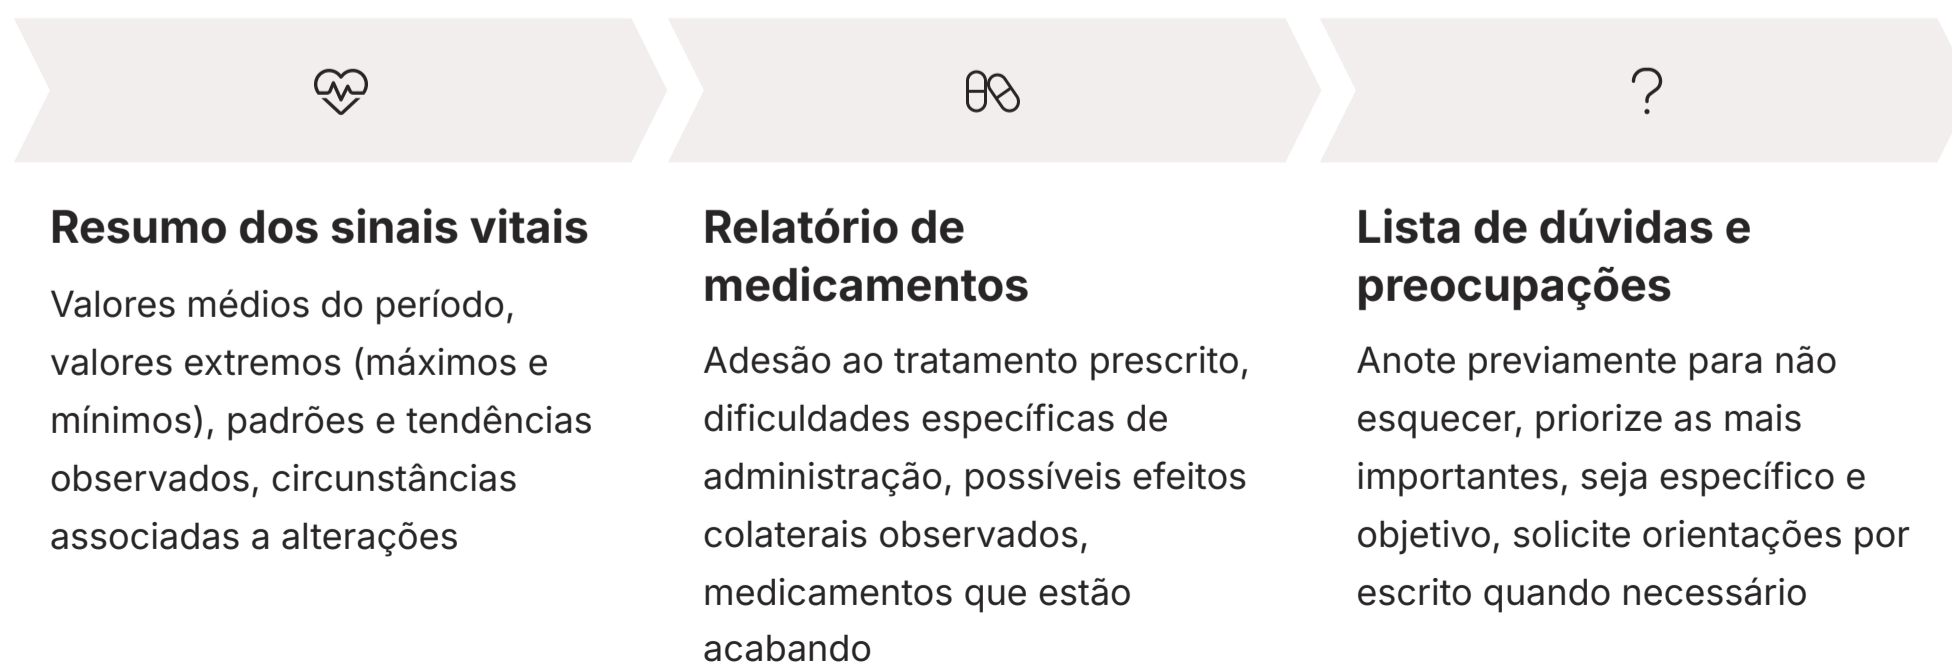 Resumo dos sinais vitais
Valores médios do período,
valores extremos (máximos e
mínimos), padrões e tendências
observados, circunstâncias
associadas a alterações
Relatório de
medicamentos
Adesão ao tratamento prescrito,
dificuldades específicas de
administração, possíveis efeitos
colaterais observados,
medicamentos que estão
acabando
Lista de dúvidas e
preocupações
Anote previamente para não
esquecer, priorize as mais
importantes, seja específico e
objetivo, solicite orientações por
escrito quando necessário